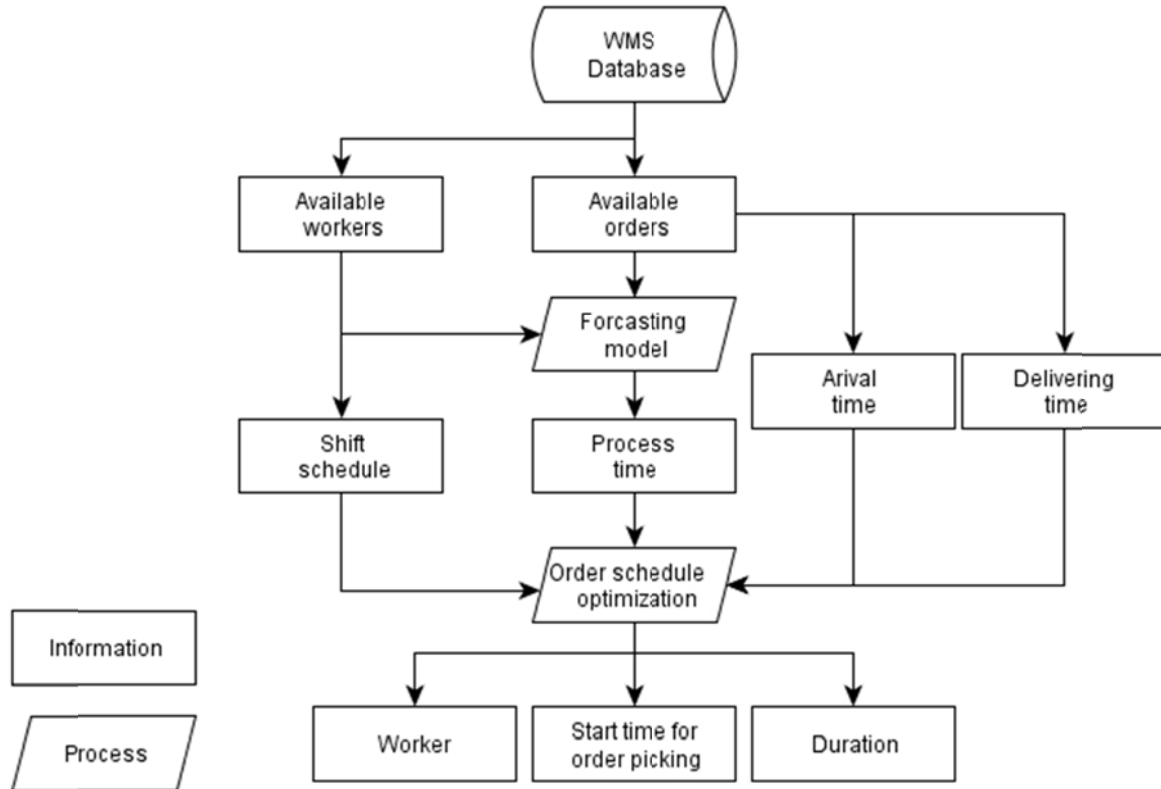 WMS
Database
Available
workers
Available
orders
Forcasting
model
Arival
time
Delivering
time
Shift
schedule
Process
time
Order schedule
optimization
Information
Process
Worker
Start time for
order picking
Duration